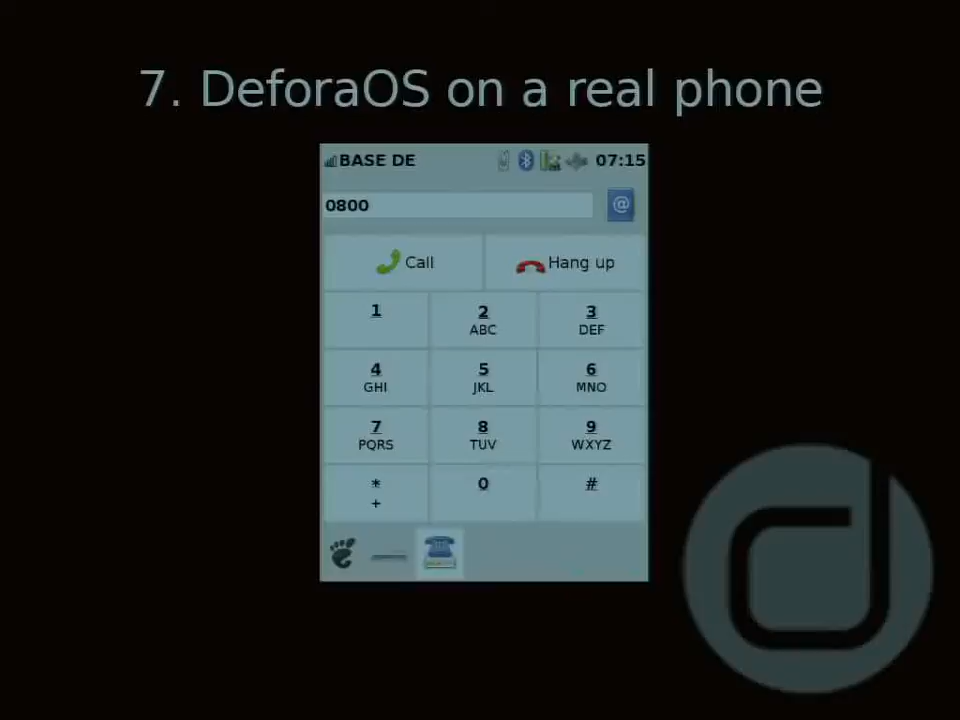 7. DeforaOS on a real phone
BASE DE 07:15
0800 @
Call Hang up
1 2 3
ABC DEF
4 5 6
GHI JKL MNO
7 8 9
PQRS TUV WXYZ
* 0 #
+